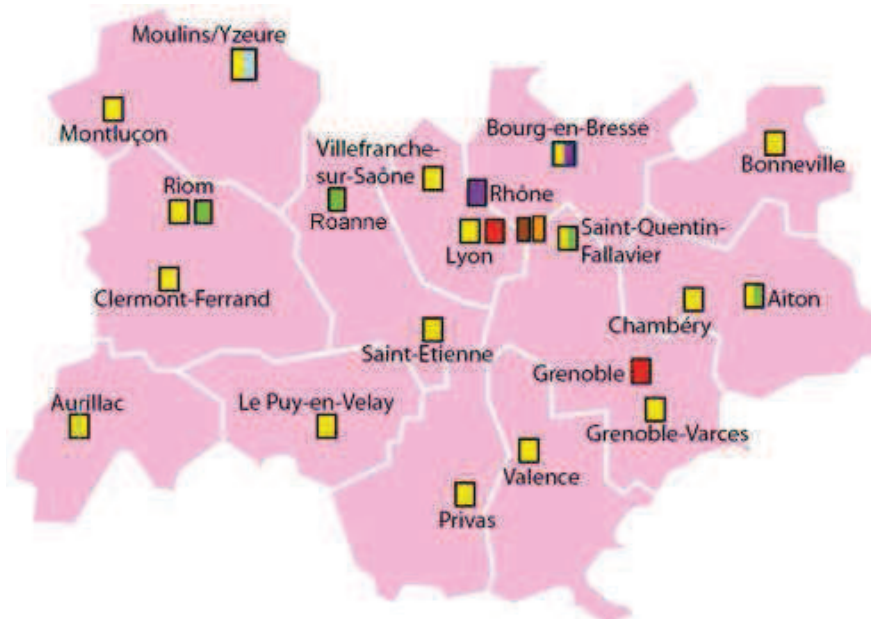 Moulins/Yzeure
Montluçon
Bourg-en-Bresse
Bonneville
Villefranche-
sur-Saône
Riom
Roanne
Rhône
Lyon
Saint-Quentin-
Fallavier
Clermont-Ferrand
Chambéry
Aiton
Saint-Etienne
Grenoble
Aurillac
Le Puy-en-Velay
Grenoble-Varces
Valence
Privas